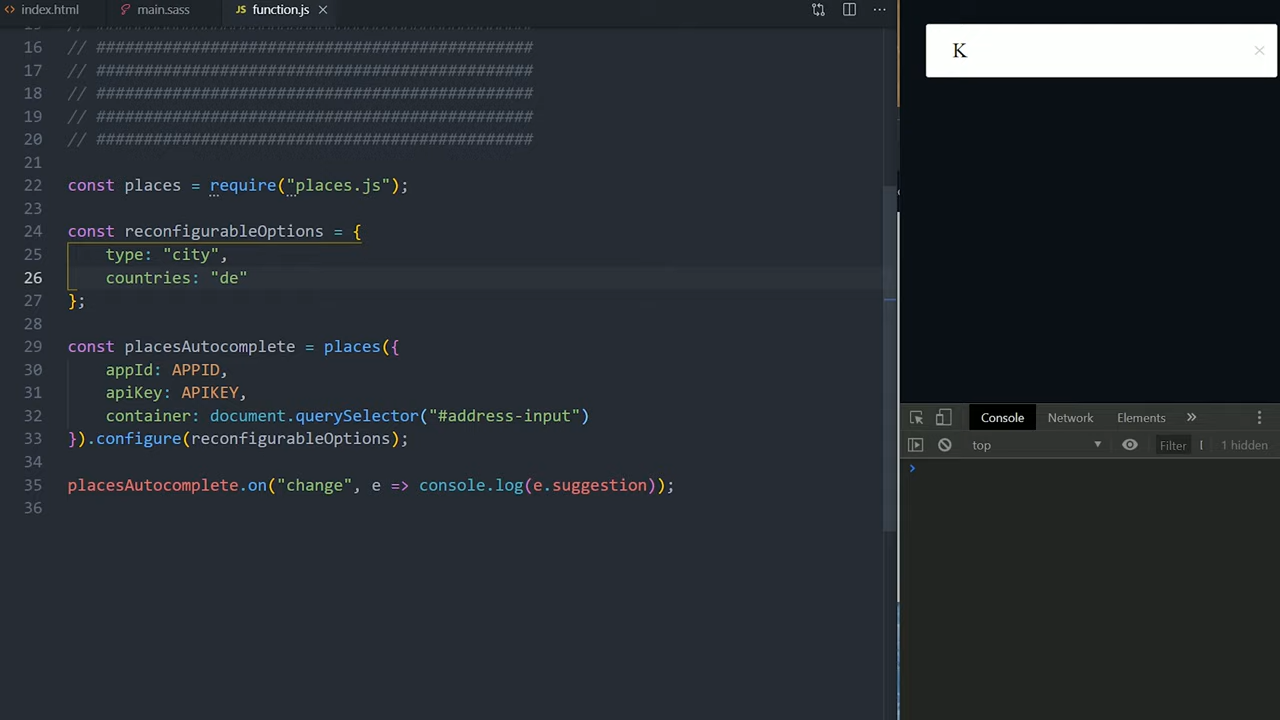 index.html main.sass JS function.js ×
15 // ##############################################
16 // ##############################################
17 // ##############################################
18 // ##############################################
19 // ##############################################
20 // ##############################################
21
22 const places = require("places.js");
23
24 const reconfigurableOptions = {
25 type: "city",
26 countries: "de"
27 };
28
29 const placesAutocomplete = places({
30 appId: APPID,
31 apiKey: APIKEY,
32 container: document.querySelector("#address-input")
33 }).configure(reconfigurableOptions);
34
35 placesAutocomplete.on("change", e => console.log(e.suggestion));
36
K ×
Console Network Elements »
top Filter 1 hidden